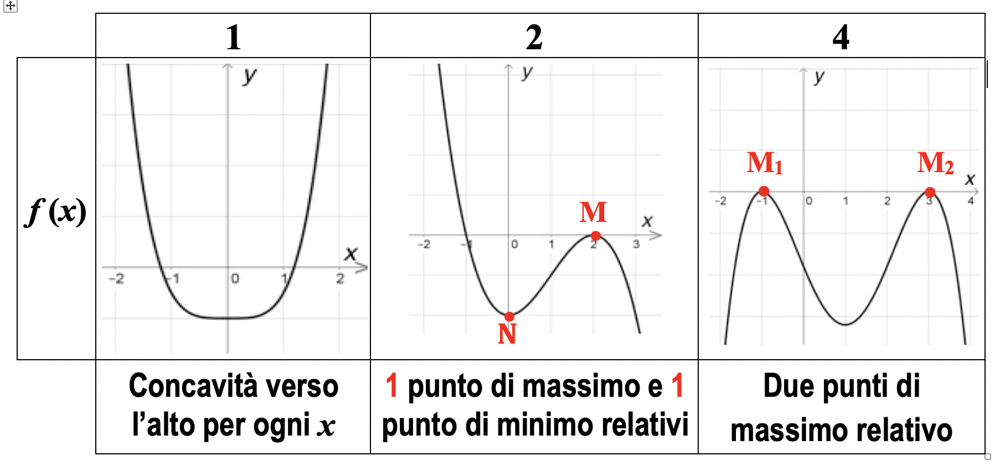 1 2 4
f (x)
y
x
-2 -1 0 1 2
y
M
x
-2 -1 0 1 2 3
N
y
M1 M2
x
-2 -1 0 1 2 3 4
Concavità verso
l’alto per ogni x
1 punto di massimo e 1
punto di minimo relativi
Due punti di
massimo relativo